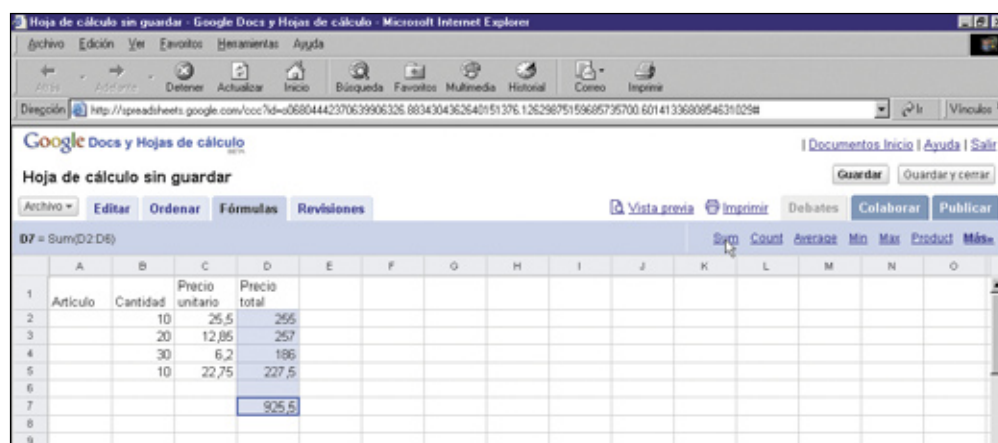 Hoja de cálculo sin guardar - Google Docs y Hojas de cálculo - Microsoft Internet Explorer
Archivo Edición Ver Favoritos Herramientas Ayuda
Atrás Adelante Detener Actualizar Inicio Búsqueda Favoritos Multimedia Historial Correo Imprimir
Dirección Ir Vínculos
Google Docs y Hojas de cálculo
BETA
| Documentos Inicio | Ayuda | Salir
Hoja de cálculo sin guardar Guardar Guardar y cerrar
Archivo Editar Ordenar Fórmulas Revisiones Vista previa Imprimir Debates Colaborar Publicar
D7 = Sum(D2:D6) Sum Count Average Min Max Product Más»
A B C D E F G H I J K L M N O
1 Artículo Cantidad Precio unitario Precio total
2 10 25,5 255
3 20 12,85 257
4 30 6,2 186
5 10 22,75 227,5
6
7 925,5
8
9